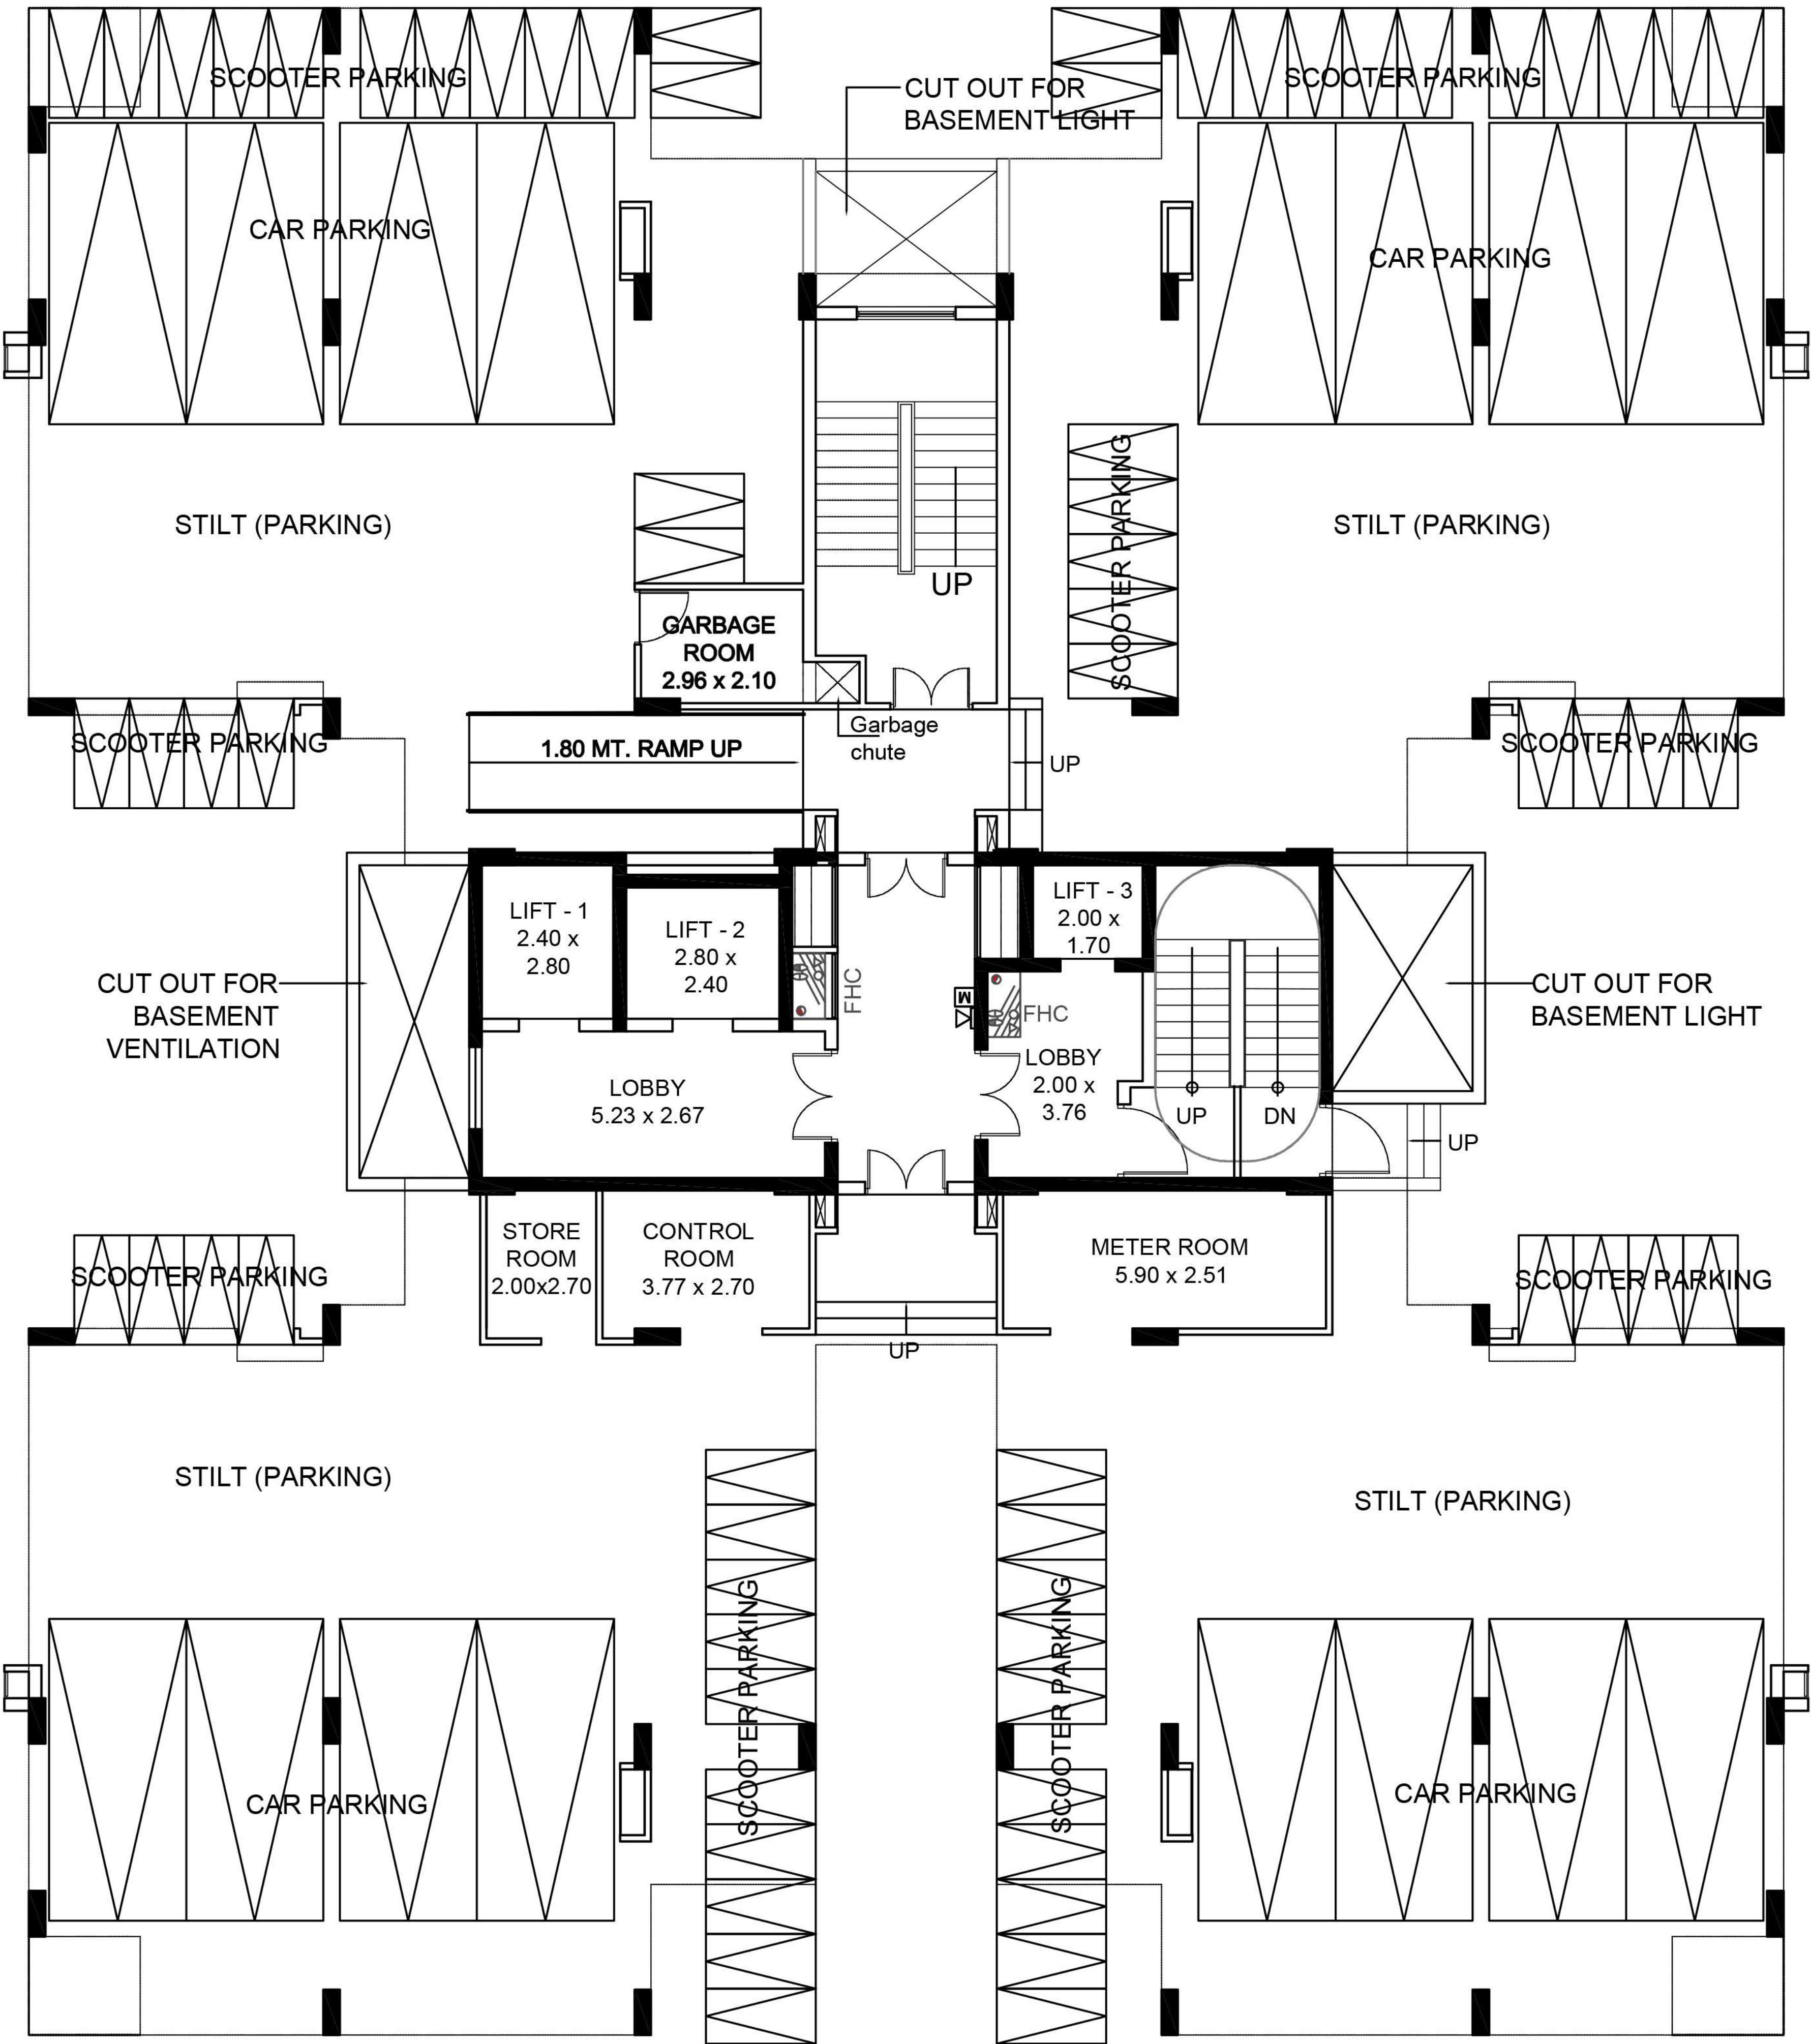 SCOOTER PARKING
SCOOTER PARKING
CUT OUT FOR
BASEMENT LIGHT
CAR PARKING
CAR PARKING
SCOOTER PARKING
STILT (PARKING)
STILT (PARKING)
UP
GARBAGE
ROOM
2.96 x 2.10
Garbage
chute
SCOOTER PARKING
1.80 MT. RAMP UP
UP
SCOOTER PARKING
LIFT - 1
2.40 x
2.80
LIFT - 2
2.80 x
2.40
LIFT - 3
2.00 x
1.70
CUT OUT FOR
BASEMENT
VENTILATION
FHC
M
FHC
CUT OUT FOR
BASEMENT LIGHT
LOBBY
5.23 x 2.67
LOBBY
2.00 x
3.76
UP
DN
UP
STORE
ROOM
2.00x2.70
CONTROL
ROOM
3.77 x 2.70
METER ROOM
5.90 x 2.51
SCOOTER PARKING
SCOOTER PARKING
UP
STILT (PARKING)
STILT (PARKING)
SCOOTER PARKING
SCOOTER PARKING
CAR PARKING
CAR PARKING